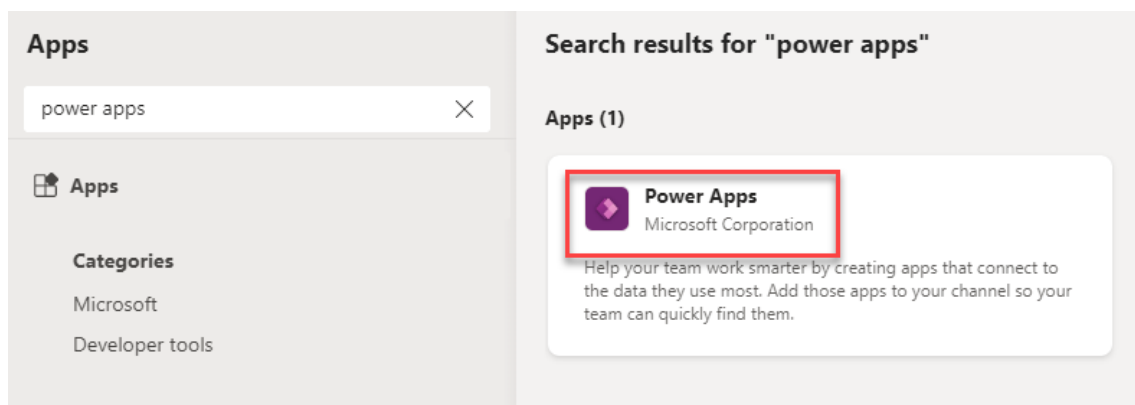 Apps
power apps
Apps
Categories
Microsoft
Developer tools
Search results for "power apps"
Apps (1)
Power Apps
Microsoft Corporation
Help your team work smarter by creating apps that connect to
the data they use most. Add those apps to your channel so your
team can quickly find them.